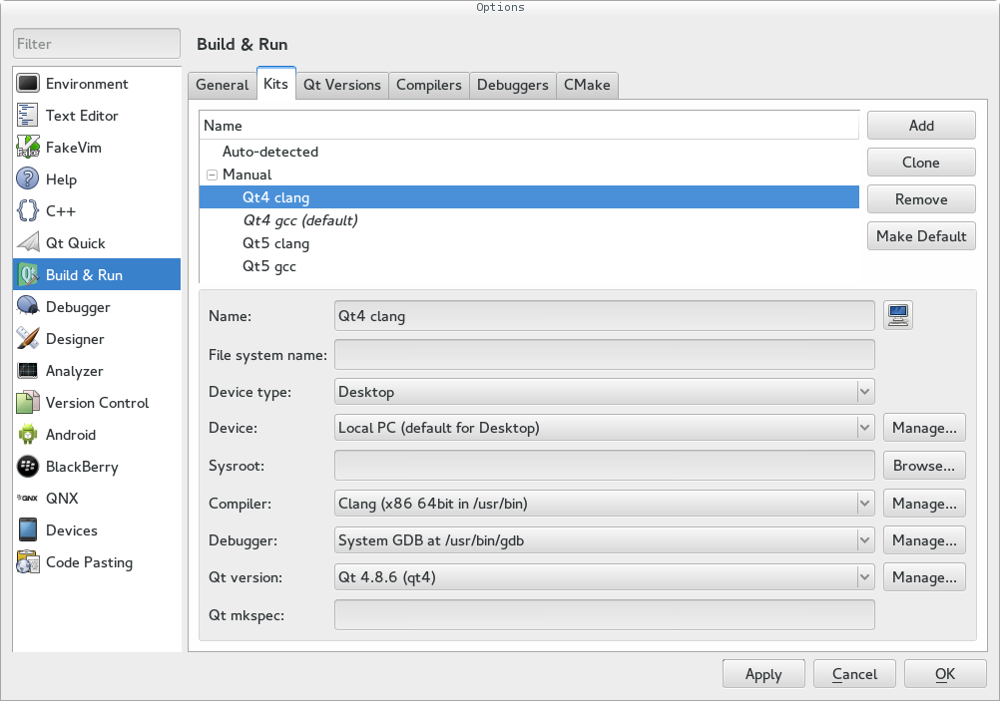 Options
Filter
Environment
Text Editor
FakeVim
Help
C++
Qt Quick
Build & Run
Debugger
Designer
Analyzer
Version Control
Android
BlackBerry
QNX
Devices
Code Pasting
Build & Run
General Kits Qt Versions Compilers Debuggers CMake
Name
Auto-detected
Manual
Qt4 clang
Qt4 gcc (default)
Qt5 clang
Qt5 gcc
Add
Clone
Remove
Make Default
Name: Qt4 clang
File system name:
Device type: Desktop
Device: Local PC (default for Desktop) Manage...
Sysroot: Browse...
Compiler: Clang (x86 64bit in /usr/bin) Manage...
Debugger: System GDB at /usr/bin/gdb Manage...
Qt version: Qt 4.8.6 (qt4) Manage...
Qt mkspec:
Apply Cancel OK